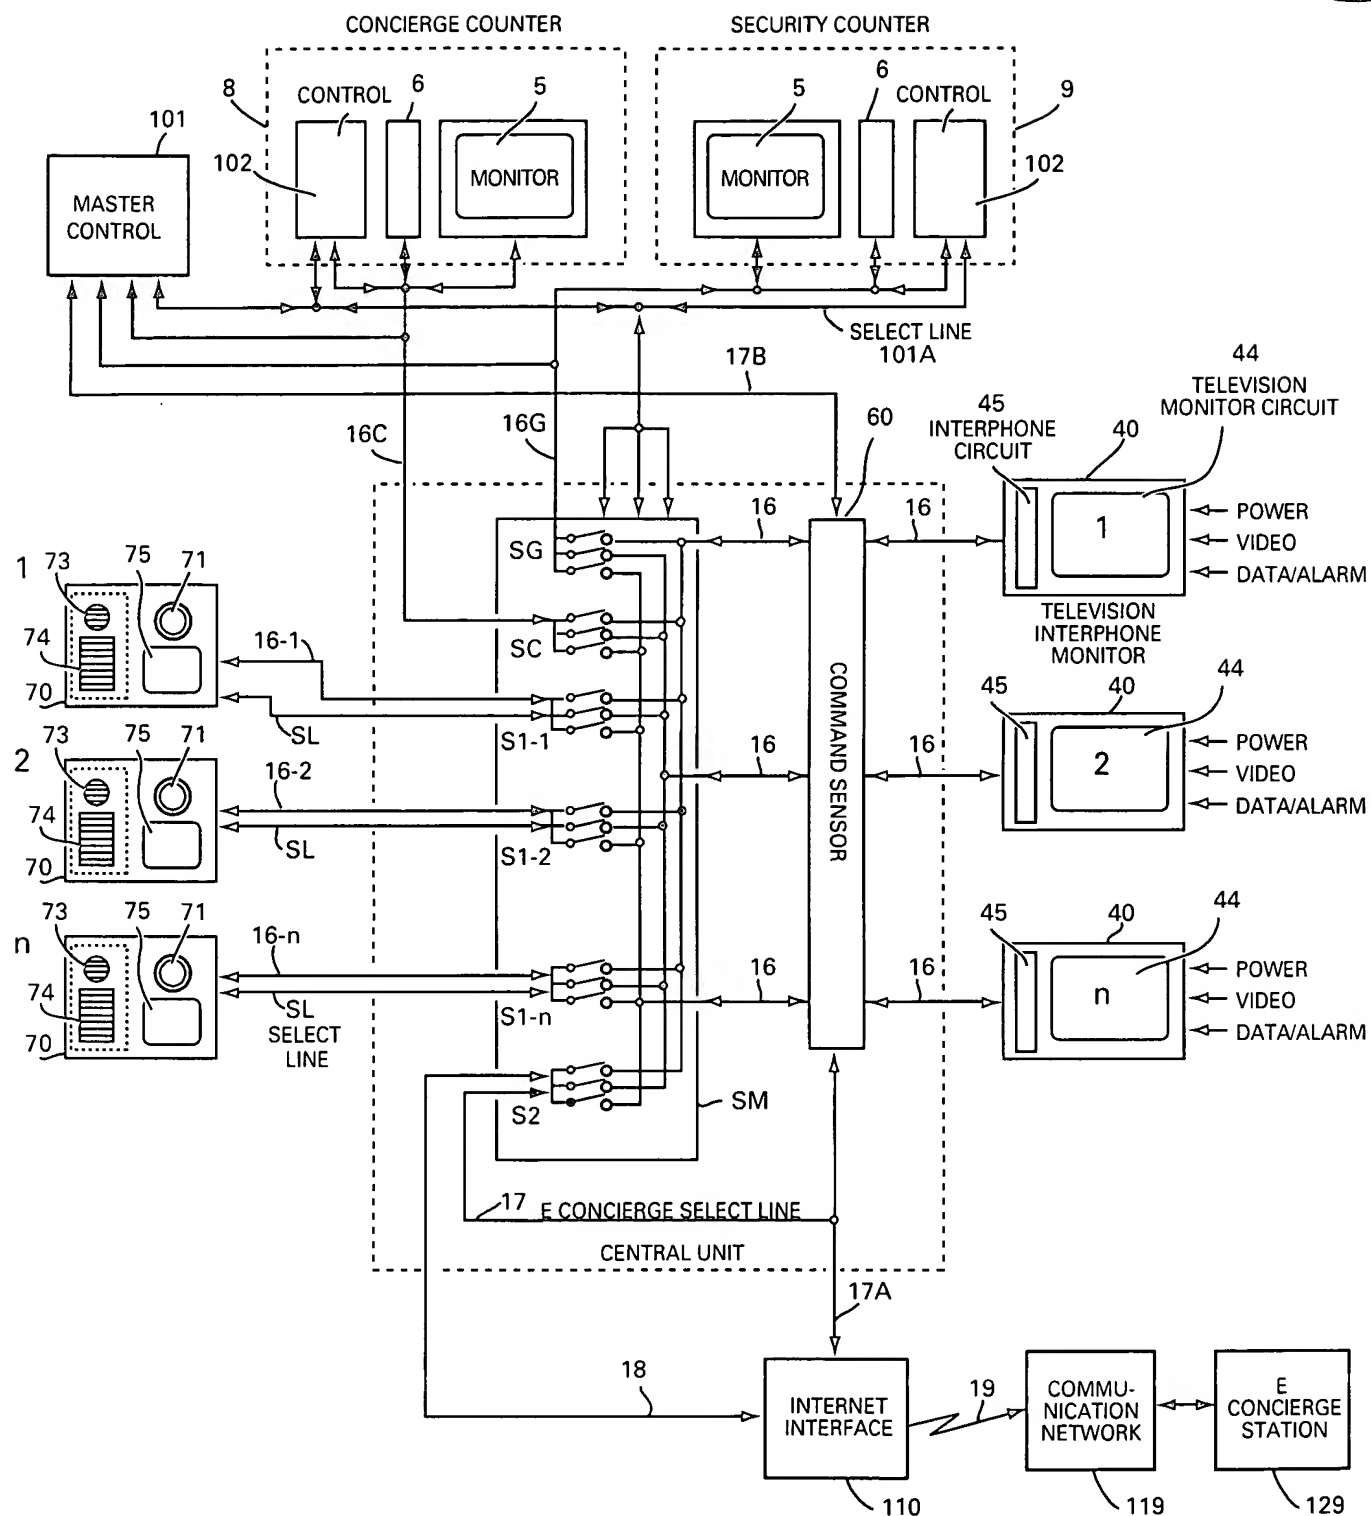 CONCIERGE COUNTER
SECURITY COUNTER
8
CONTROL
6
5
5
6
CONTROL
9
101
102
MONITOR
MONITOR
102
MASTER
CONTROL
SELECT LINE
101A
17B
44
TELEVISION
MONITOR CIRCUIT
45
INTERPHONE
CIRCUIT
40
16C
16G
60
16
16
1
POWER
VIDEO
DATA/ALARM
TELEVISION
INTERPHONE
MONITOR
SG
SC
1
73
75
71
74
70
16-1
SL
S1-1
COMMAND SENSOR
45
40
44
16
16
2
POWER
VIDEO
DATA/ALARM
2
73
75
71
74
70
16-2
SL
S1-2
45
40
44
16
16
n
POWER
VIDEO
DATA/ALARM
n
73
75
71
74
70
16-n
SL
SELECT
LINE
S1-n
S2
SM
17
E CONCIERGE SELECT LINE
CENTRAL UNIT
17A
18
INTERNET
INTERFACE
19
COMMU-
NICATION
NETWORK
E
CONCIERGE
STATION
110
119
129